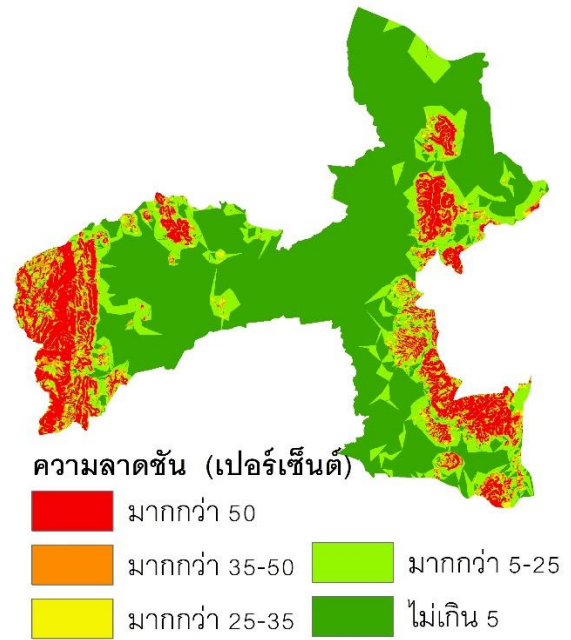 ความลาดชัน (เปอร์เซ็นต์)
มากกว่า 50
มากกว่า 35-50
มากกว่า 25-35
มากกว่า 5-25
ไม่เกิน 5